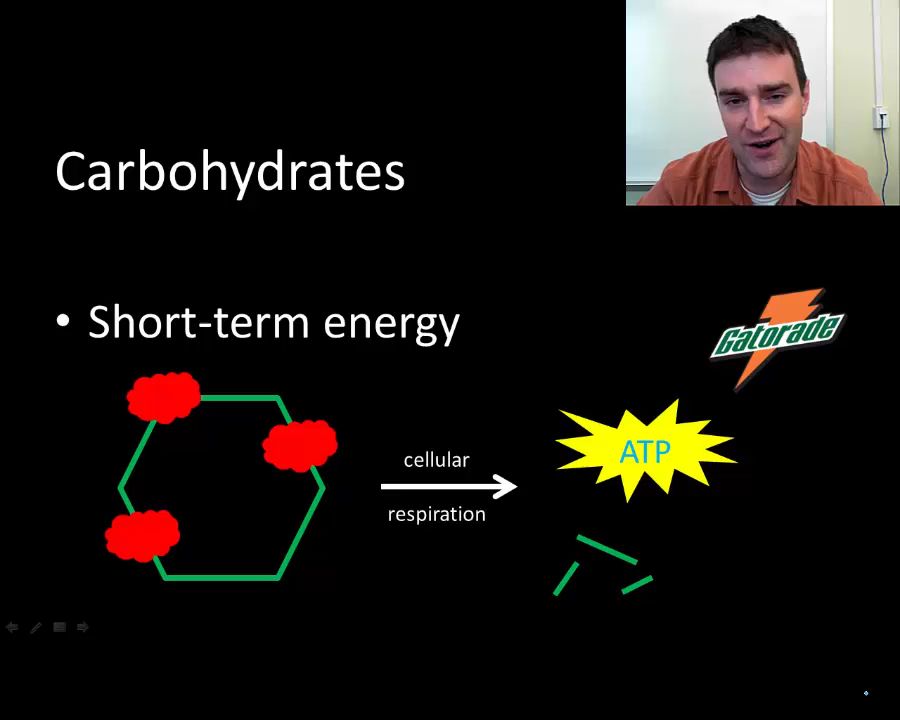 Carbohydrates
• Short-term energy
Gatorade
cellular
respiration
ATP